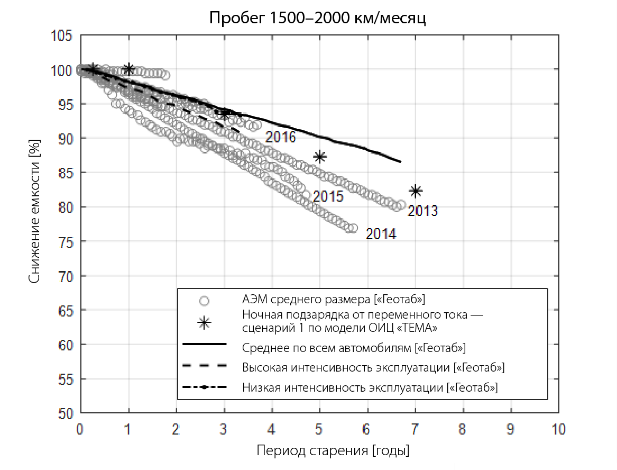 Пробег 1500–2000 км/месяц
Снижение емкости [%]
105
100
95
90
85
80
75
70
65
60
55
50
2016
2015
2013
2014
АЭМ среднего размера [«Геотаб»]
Ночная подзарядка от переменного тока —
сценарий 1 по модели ОИЦ «ТЕМА»
Среднее по всем автомобилям [«Геотаб»]
Высокая интенсивность эксплуатации [«Геотаб»]
Низкая интенсивность эксплуатации [«Геотаб»]
0 1 2 3 4 5 6 7 8 9 10
Период старения [годы]